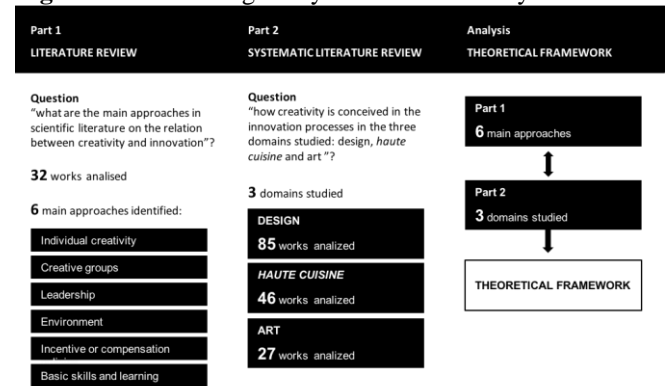 Part 1
LITERATURE REVIEW
Question
"what are the main approaches in
scientific literature on the relation
between creativity and innovation"?
32 works analised
6 main approaches identified:
Individual creativity
Creative groups
Leadership
Environment
Incentive or compensation
Basic skills and learning
Part 2
SYSTEMATIC LITERATURE REVIEW
Question
"how creativity is conceived in the
innovation processes in the three
domains studied: design, haute
cuisine and art "?
3 domains studied
DESIGN
85 works analized
HAUTE CUISINE
46 works analized
ART
27 works analized
Analysis
THEORETICAL FRAMEWORK
Part 1
6 main approaches
Part 2
3 domains studied
THEORETICAL FRAMEWORK